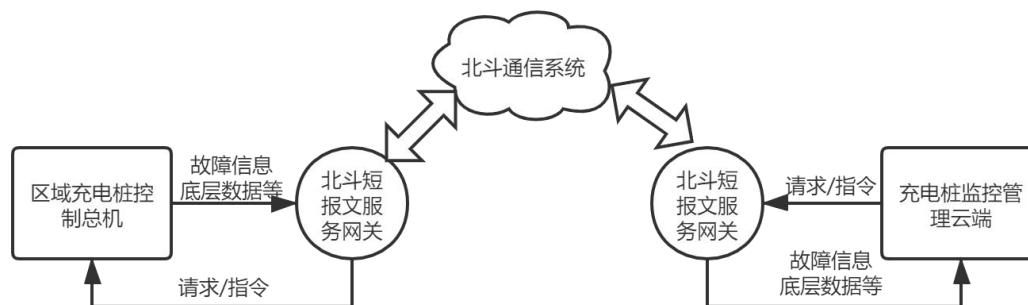 北斗通信系统
区域充电桩控
制总机
故障信息
底层数据等
北斗短
报文服
务网关
请求/指令
北斗短
报文服
务网关
请求/指令
充电桩监控管
理云端
故障信息
底层数据等